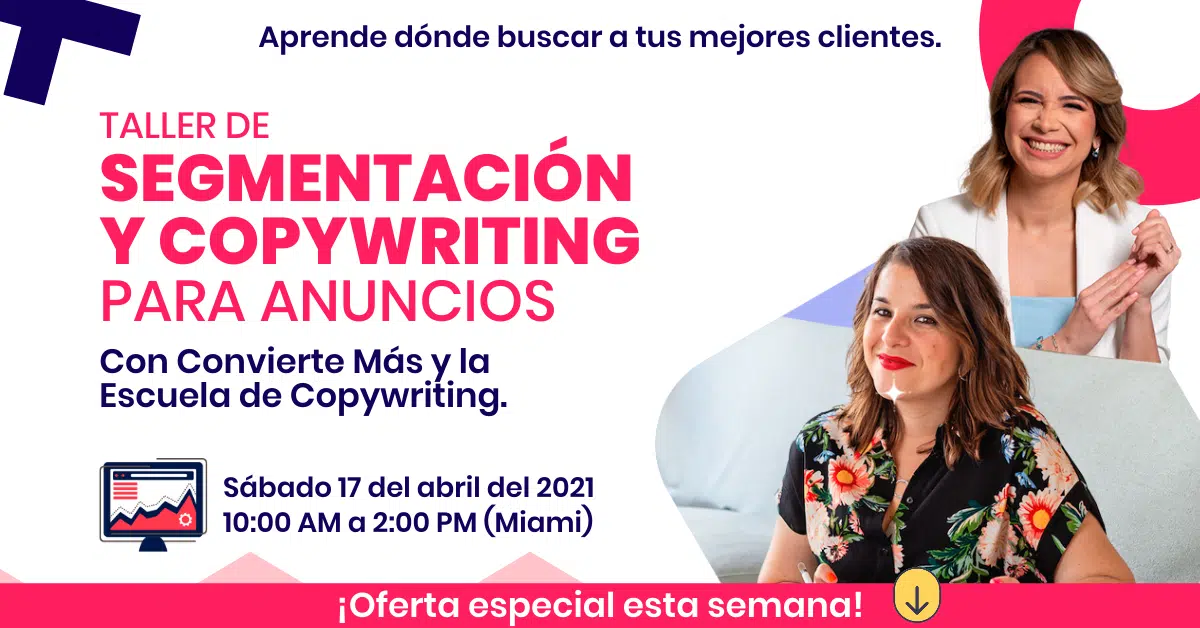 Aprende dónde buscar a tus mejores clientes.
TALLER DE
SEGMENTACIÓN
Y COPYWRITING
PARA ANUNCIOS
Con Convierte Más y la
Escuela de Copywriting.
Sábado 17 del abril del 2021
10:00 AM a 2:00 PM (Miami)
¡Oferta especial esta semana!